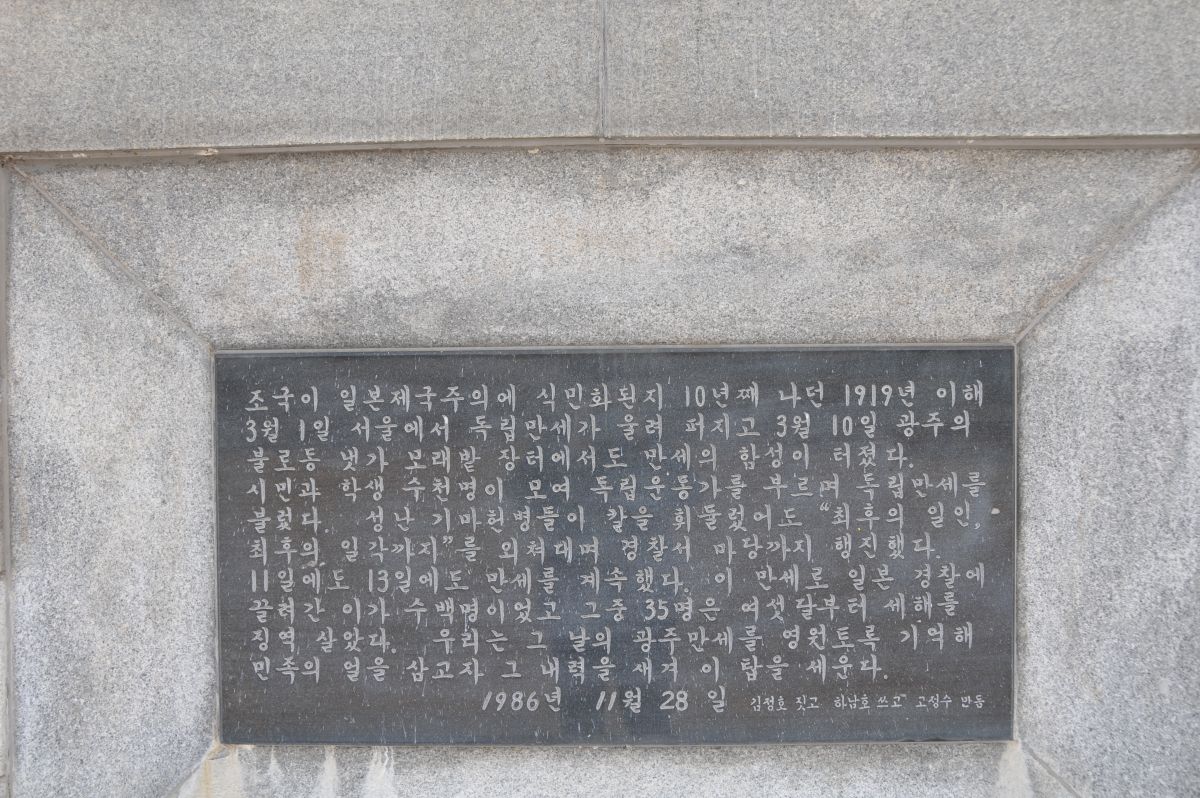 조국이 일본제국주의에 식민화된지 10년째 나던 1919년 이해
3월 1일 서울에서 독립만세가 울려 퍼지고 3월 10일 광주의
불로등 냇가 모래밭 장터에서도 만세의 함성이 터졌다.
시민과 학생 수천명이 모여 독립운동가를 부르며 독립만세를
불렀다. 성난 기마헌병들이 칼을 휘둘렀어도 “최후의 일인,
최후의 일각까지”를 외쳐대며 경찰서 마당까지 행진했다.
11일에도 13일에도 만세를 계속했다. 이 만세로 일본 경찰에
끌려간 이가 수백명이었고 그중 35명은 여섯달부터 세해를
징역 살았다. 우리는 그 날의 광주만세를 영원토록 기억해
민족의 얼을 삼고자 그 내력을 새겨 이 탑을 세운다.
1986년 11월 28일 김정호 짓고 하남호 쓰고 고정수 만듬